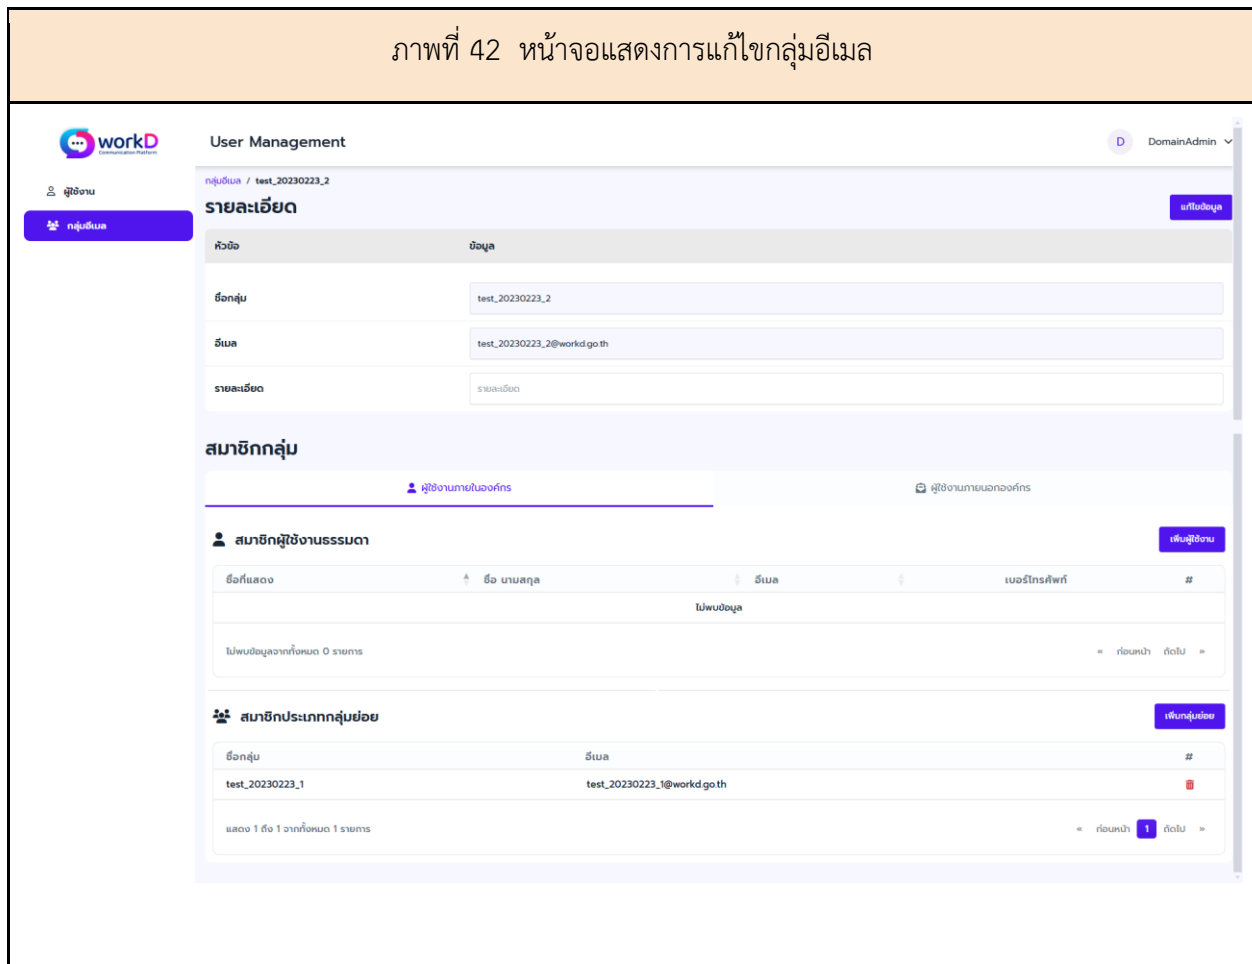 ภาพที่ 42 หน้าจอแสดงการแก้ไขกลุ่มอีเมล
workD
Communication Platform
User Management
D DomainAdmin
ผู้ใช้งาน
กลุ่มอีเมล
กลุ่มอีเมล / test_20230223_2
รายละเอียด
แก้ไขข้อมูล
หัวข้อ ข้อมูล
ชื่อกลุ่ม test_20230223_2
อีเมล test_20230223_2@workd.go.th
รายละเอียด รายละเอียด
สมาชิกกลุ่ม
ผู้ใช้งานภายในองค์กร ผู้ใช้งานภายนอกองค์กร
สมาชิกผู้ใช้งานธรรมดา เพิ่มผู้ใช้งาน
ชื่อที่แสดง ชื่อ นามสกุล อีเมล เบอร์โทรศัพท์ #
ไม่พบข้อมูล
ไม่พบข้อมูลจากทั้งหมด 0 รายการ « ก่อนหน้า ถัดไป »
สมาชิกประเภทกลุ่มย่อย เพิ่มกลุ่มย่อย
ชื่อกลุ่ม อีเมล #
test_20230223_1 test_20230223_1@workd.go.th
แสดง 1 ถึง 1 จากทั้งหมด 1 รายการ « ก่อนหน้า 1 ถัดไป »